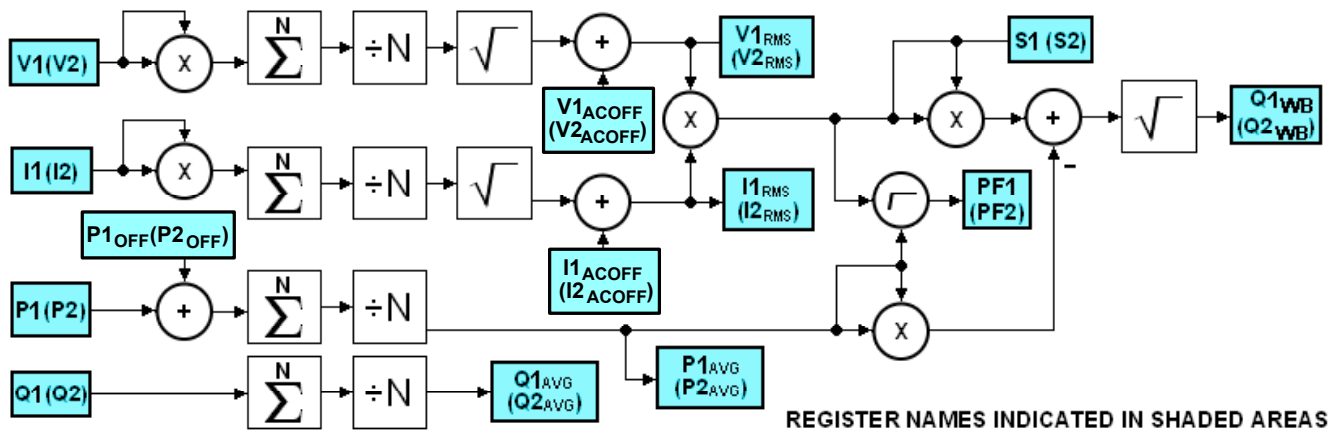 V1(V2)
X
N
∑
÷N
√
+
V1ACOFF
(V2ACOFF)
V1RMS
(V2RMS)
S1 (S2)
X
X
+
−
√
Q1WB
(Q2WB)
I1(I2)
X
N
∑
÷N
√
+
I1ACOFF
(I2ACOFF)
I1RMS
(I2RMS)
PF1
(PF2)
P1OFF(P2OFF)
P1(P2)
+
N
∑
÷N
X
P1AVG
(P2AVG)
Q1(Q2)
N
∑
÷N
Q1AVG
(Q2AVG)
REGISTER NAMES INDICATED IN SHADED AREAS